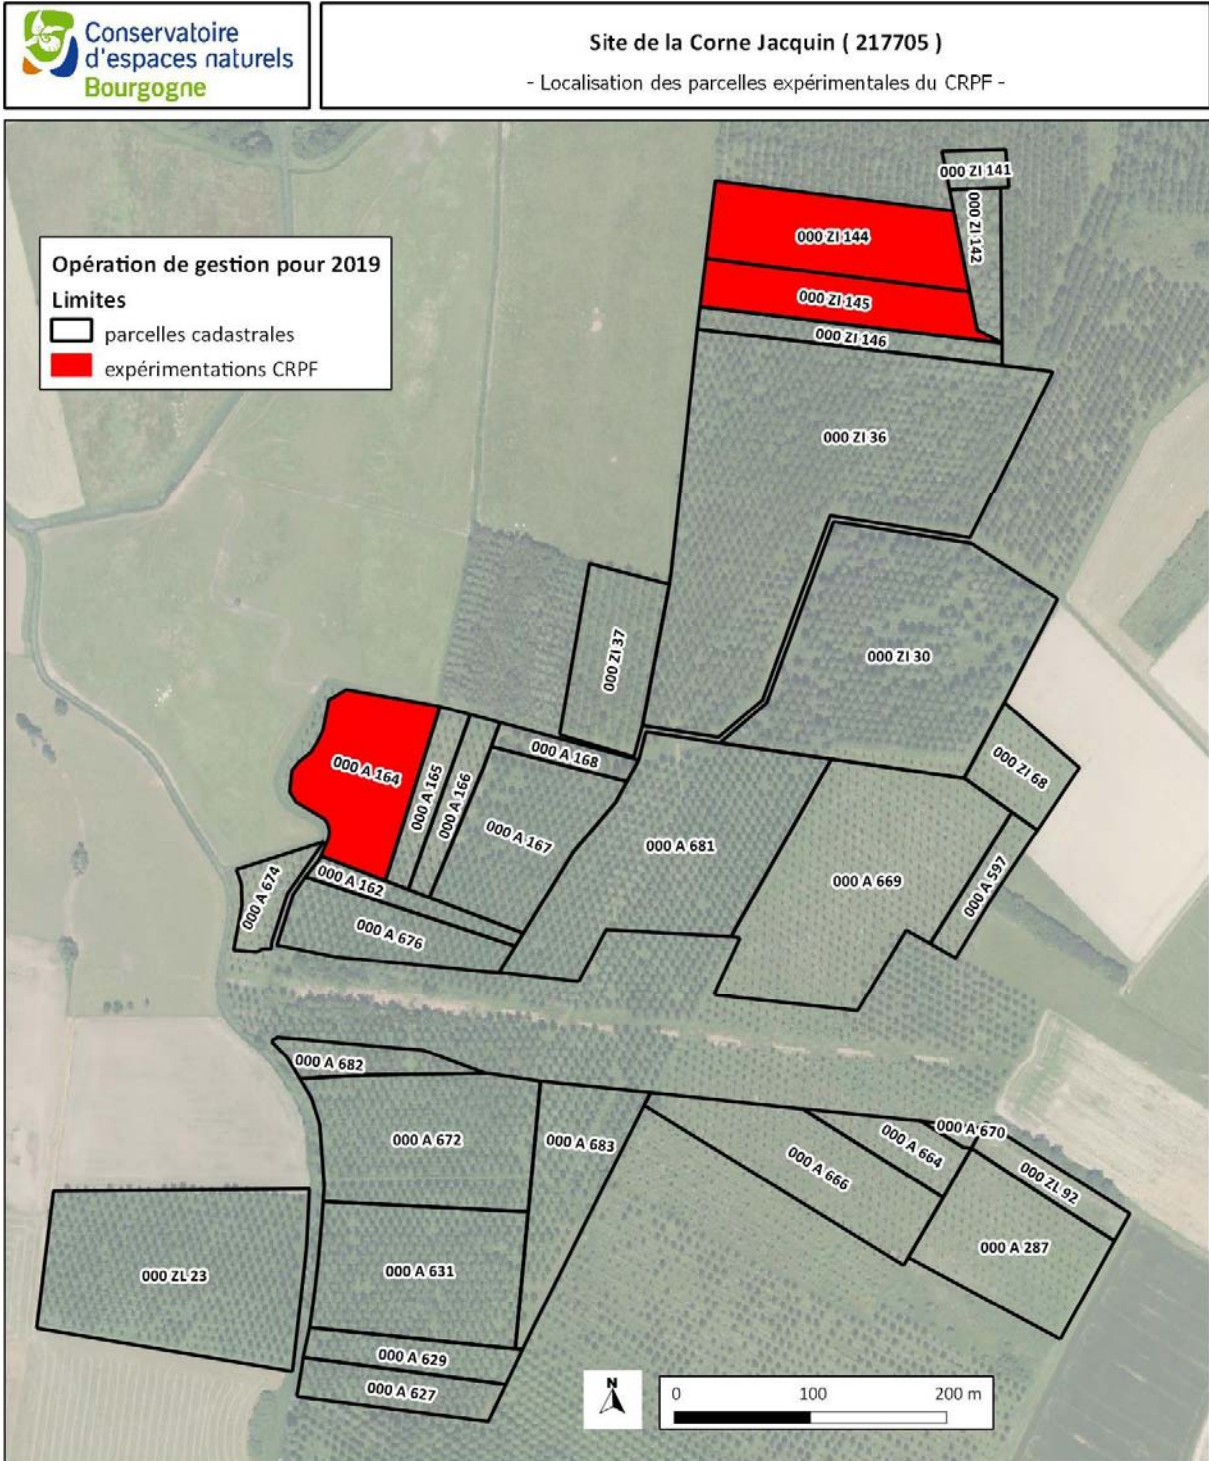 Conservatoire
d'espaces naturels
Bourgogne
Site de la Corne Jacquin ( 217705 )
- Localisation des parcelles expérimentales du CRPF -
Opération de gestion pour 2019
Limites
parcelles cadastrales
expérimentations CRPF
000 ZI 141
000 ZI 142
000 ZI 144
000 ZI 145
000 ZI 146
000 ZI 36
000 ZI 37
000 ZI 30
000 ZI 68
000 A 168
000 A 164
000 A 165
000 A 166
000 A 167
000 A 681
000 A 669
000 A 597
000 A 162
000 A 674
000 A 676
000 A 682
000 A 672
000 A 683
000 A 670
000 A 664
000 A 666
000 ZL 92
000 A 287
000 ZL 23
000 A 631
000 A 629
000 A 627
N
0 100 200 m